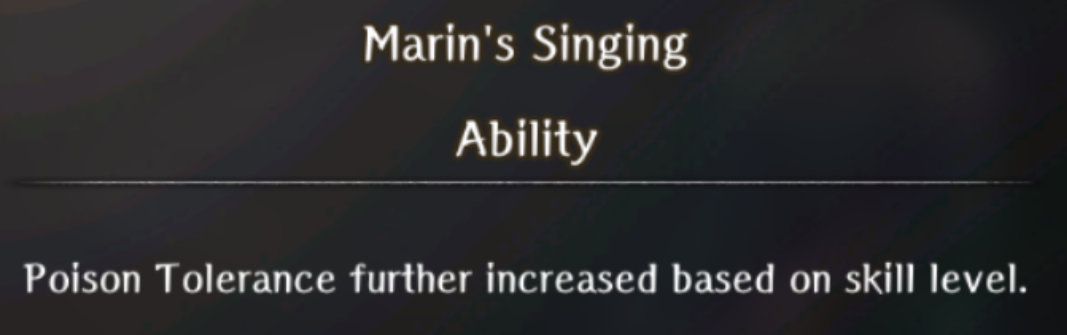 Marin's Singing
Ability
Poison Tolerance further increased based on skill level.